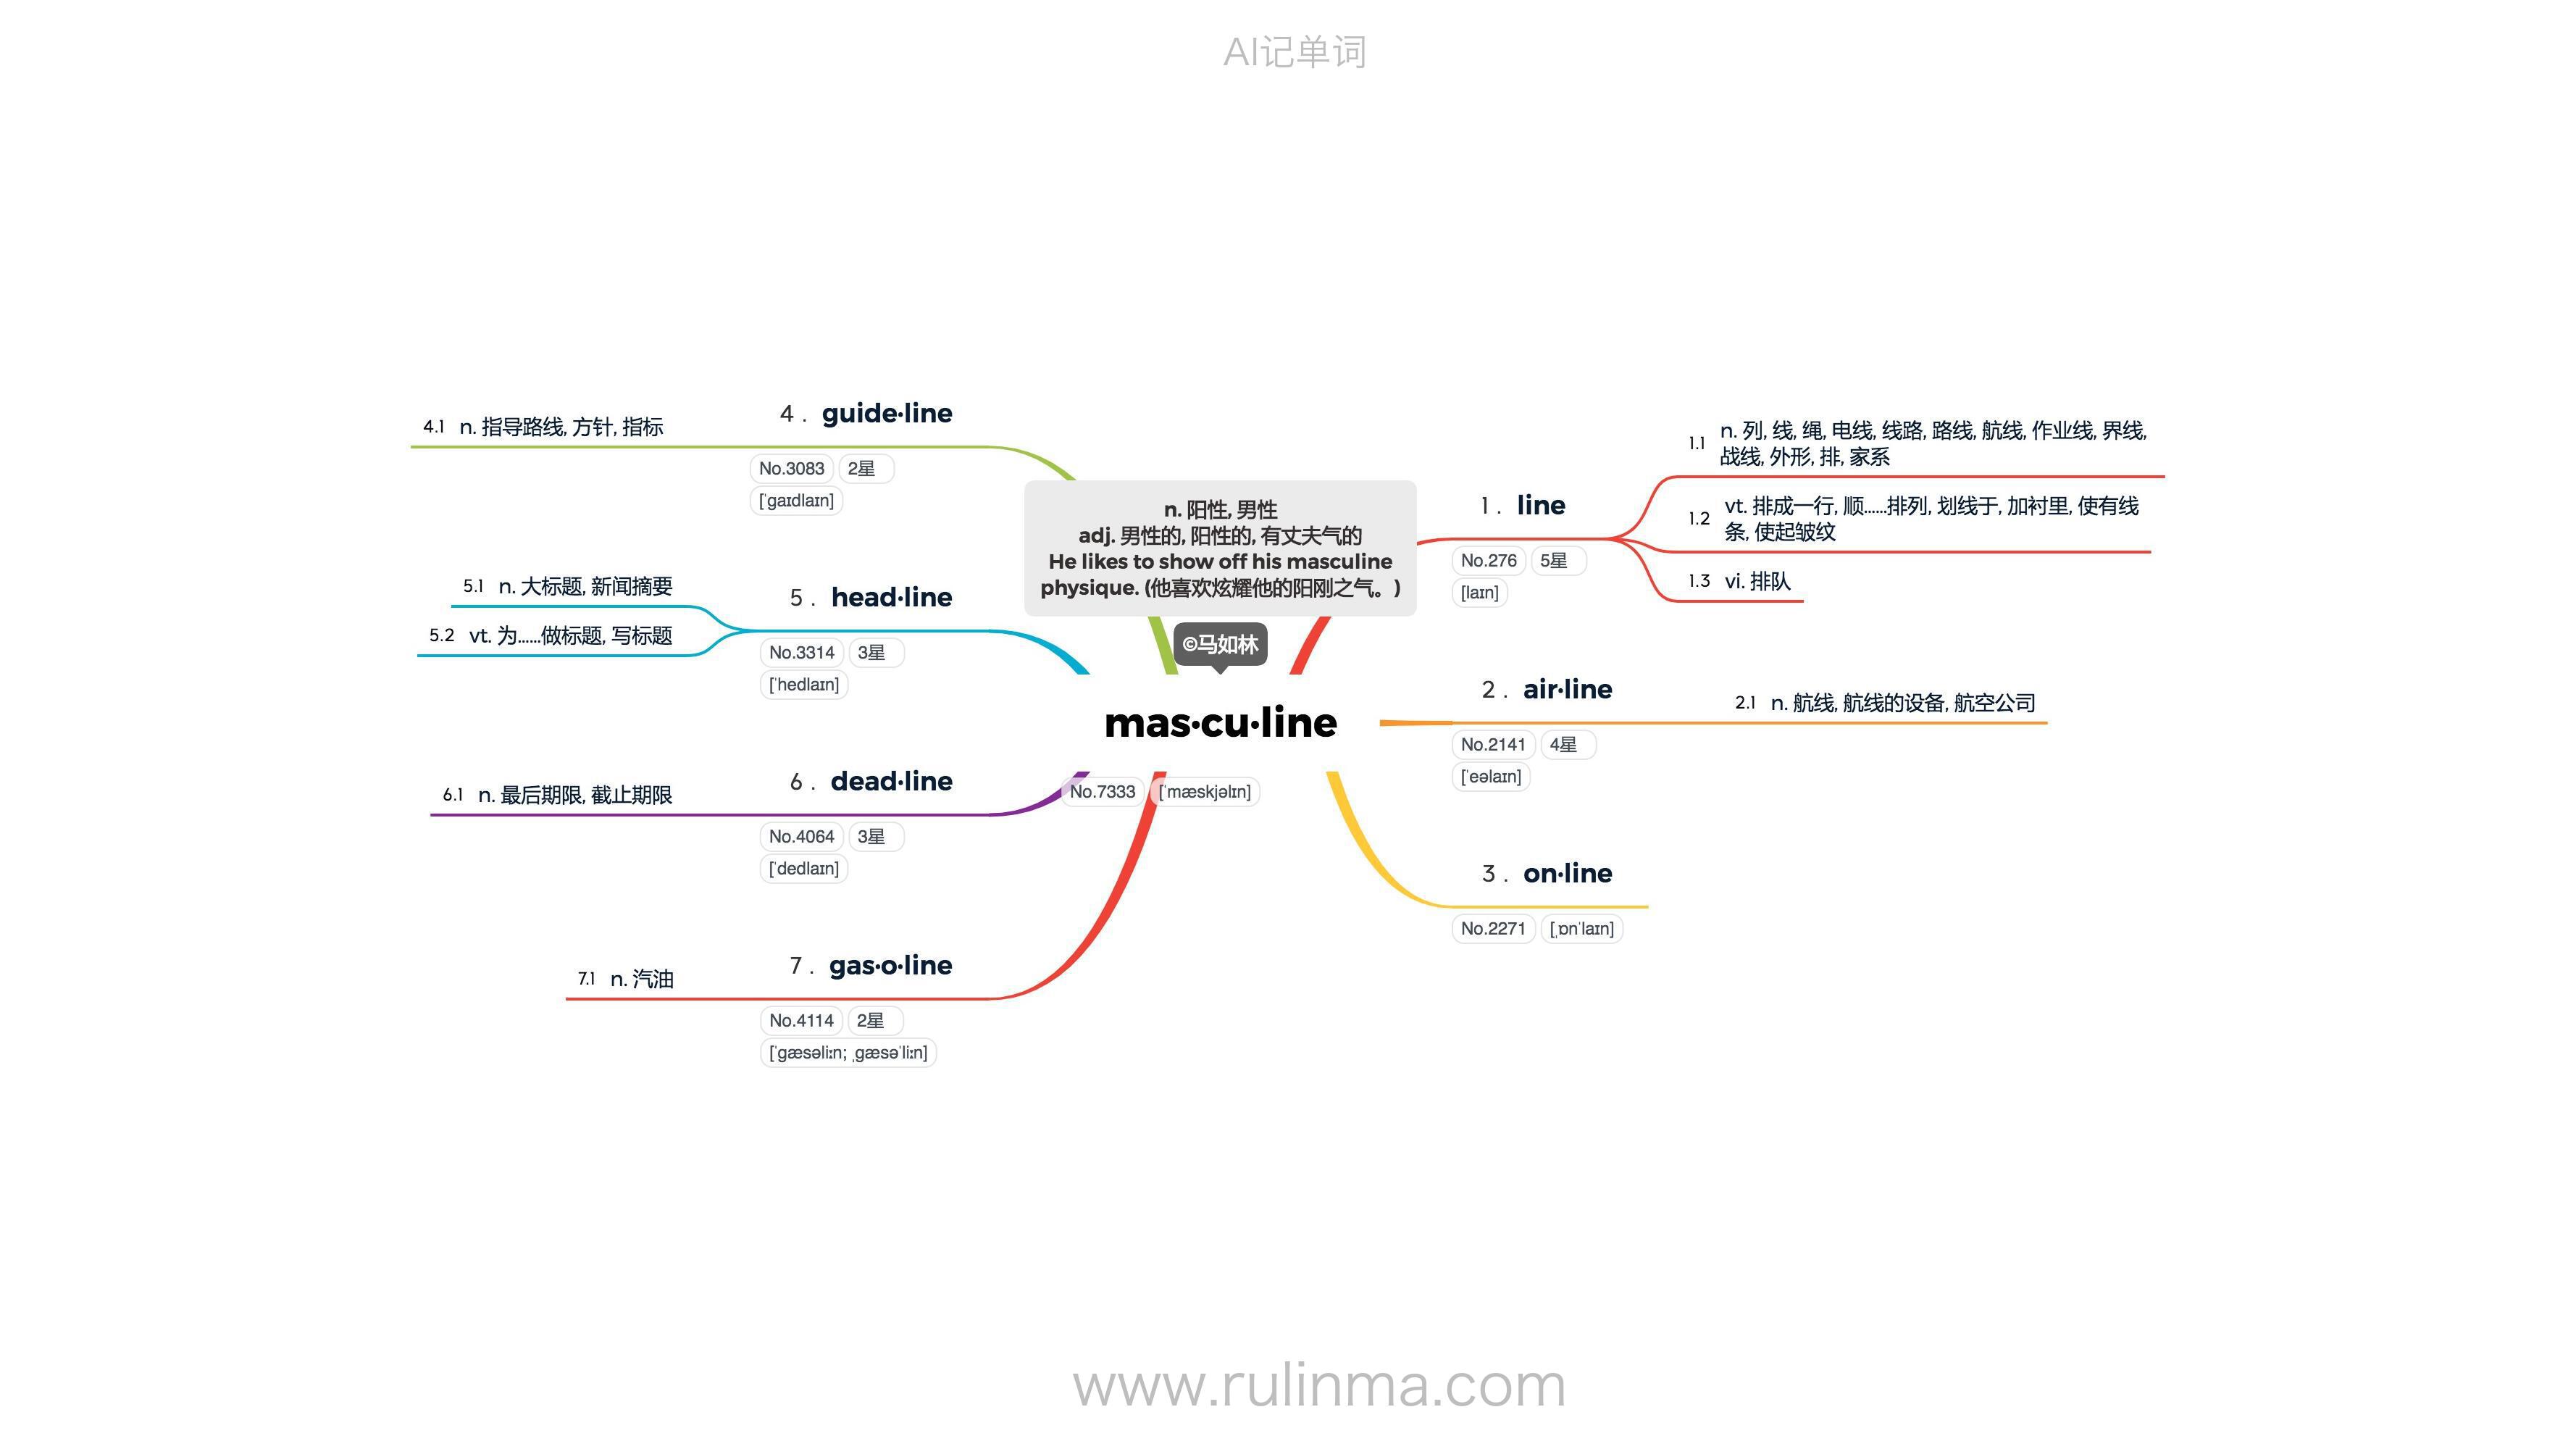 AI记单词
n. 阳性, 男性
adj. 男性的, 阳性的, 有丈夫气的
He likes to show off his masculine
physique. (他喜欢炫耀他的阳刚之气。)
©马如林
mas·cu·line
No.7333 [ˈmæskjəlɪn]
1 . line
No.276 5星
[laɪn]
1.1 n. 列, 线, 绳, 电线, 线路, 路线, 航线, 作业线, 界线,
战线, 外形, 排, 家系
1.2 vt. 排成一行, 顺……排列, 划线于, 加衬里, 使有线
条, 使起皱纹
1.3 vi. 排队
2 . air·line
No.2141 4星
[ˈeəlaɪn]
2.1 n. 航线, 航线的设备, 航空公司
3 . on·line
No.2271 [ˌɒnˈlaɪn]
4 . guide·line
No.3083 2星
[ˈɡaɪdlaɪn]
4.1 n. 指导路线, 方针, 指标
5 . head·line
No.3314 3星
[ˈhedlaɪn]
5.1 n. 大标题, 新闻摘要
5.2 vt. 为……做标题, 写标题
6 . dead·line
No.4064 3星
[ˈdedlaɪn]
6.1 n. 最后期限, 截止期限
7 . gas·o·line
No.4114 2星
[ˈɡæsəliːn; ˌɡæsəˈliːn]
7.1 n. 汽油
www.rulinma.com